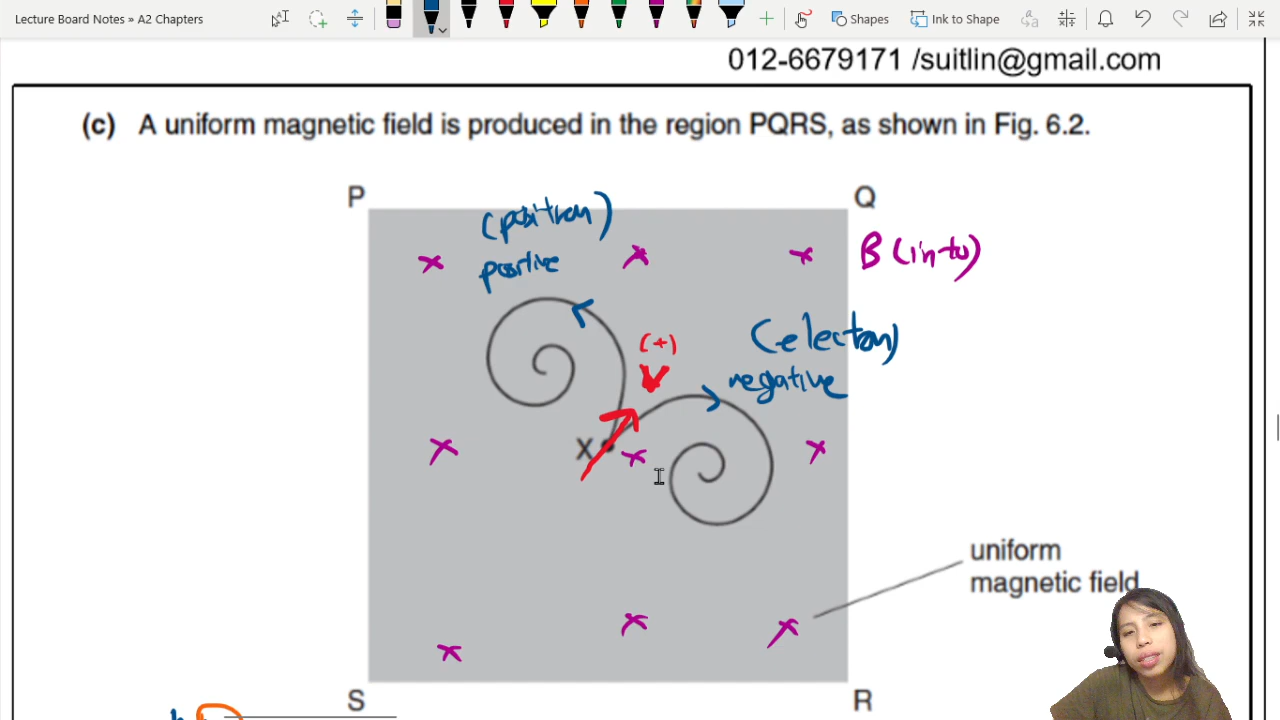 Lecture Board Notes » A2 Chapters
Shapes
Ink to Shape
012-6679171 /suitlin@gmail.com
(c) A uniform magnetic field is produced in the region PQRS, as shown in Fig. 6.2.
P
Q
(positron)
positive
B (into)
(electron)
negative
(+)
X
uniform
magnetic field
S
R